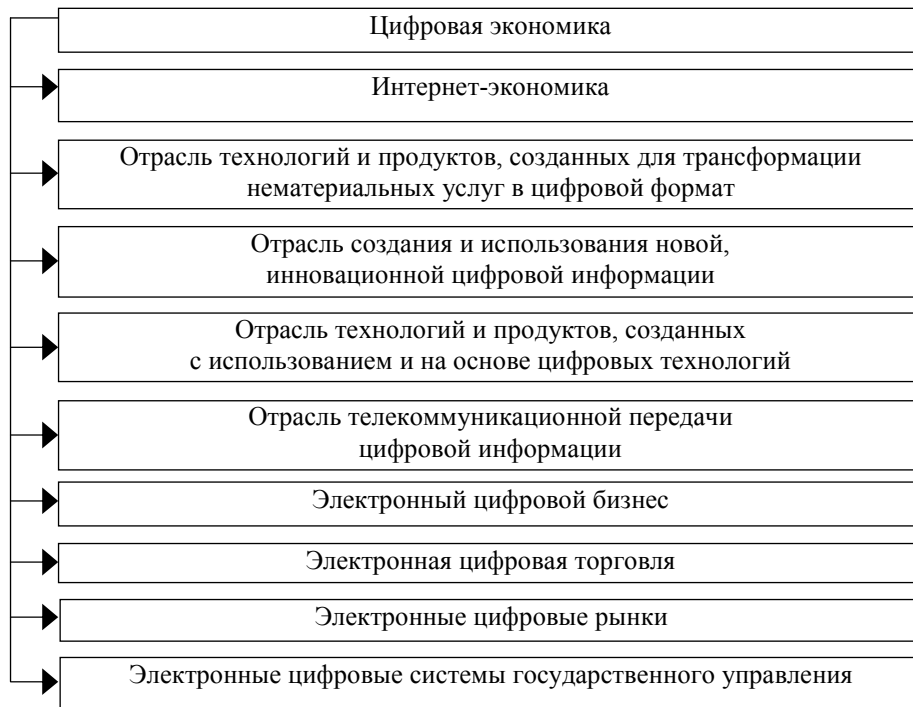 Цифровая экономика
Интернет-экономика
Отрасль технологий и продуктов, созданных для трансформации
нематериальных услуг в цифровой формат
Отрасль создания и использования новой,
инновационной цифровой информации
Отрасль технологий и продуктов, созданных
с использованием и на основе цифровых технологий
Отрасль телекоммуникационной передачи
цифровой информации
Электронный цифровой бизнес
Электронная цифровая торговля
Электронные цифровые рынки
Электронные цифровые системы государственного управления